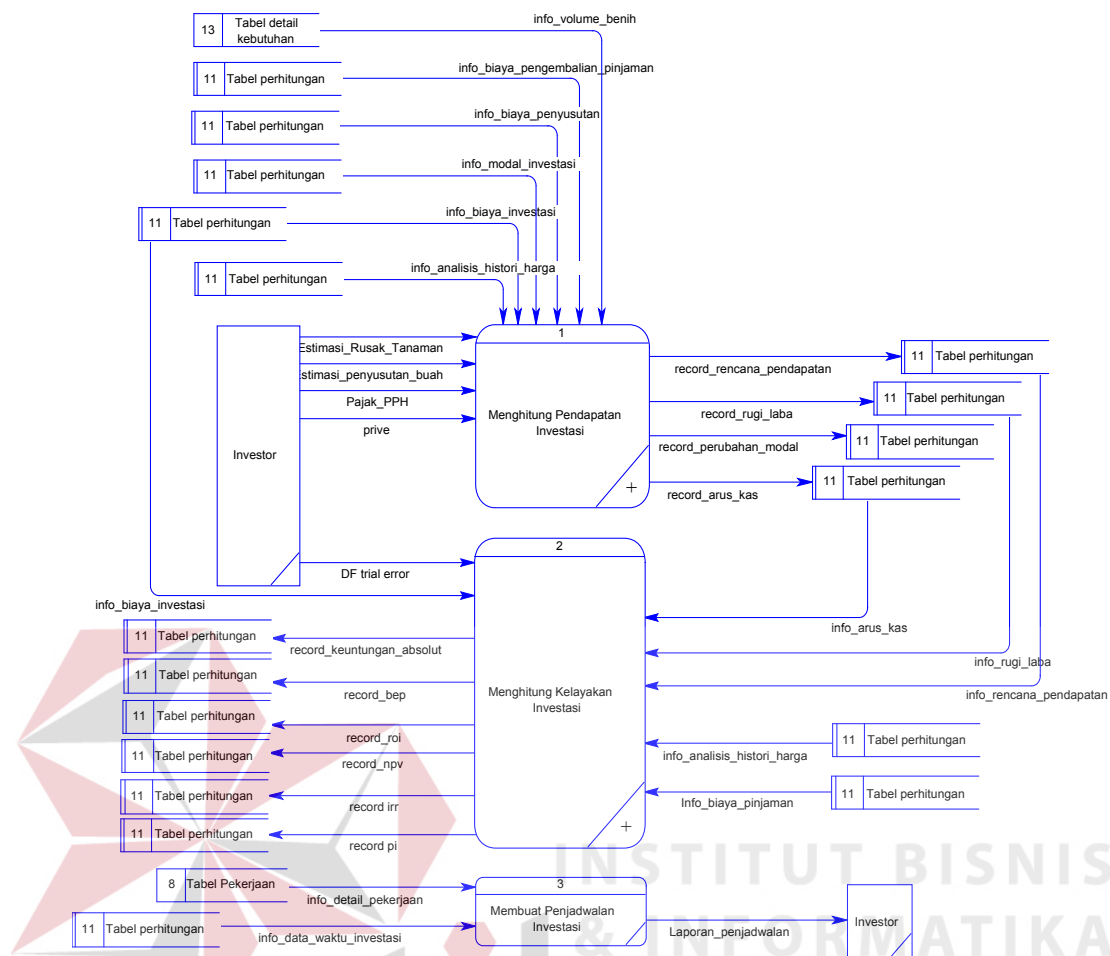 info_volume_benih
13 Tabel detail
kebutuhan
info_biaya_pengembalian_pinjaman
11 Tabel perhitungan
info_biaya_penyusutan
11 Tabel perhitungan
info_modal_investasi
11 Tabel perhitungan
info_biaya_investasi
11 Tabel perhitungan
info_analisis_histori_harga
11 Tabel perhitungan
1
Menghitung Pendapatan
Investasi
+
Investor
Estimasi_Rusak_Tanaman
Estimasi_penyusutan_buah
Pajak_PPH
prive
DF trial error
record_rencana_pendapatan
11 Tabel perhitungan
record_rugi_laba
11 Tabel perhitungan
record_perubahan_modal
11 Tabel perhitungan
record_arus_kas
11 Tabel perhitungan
2
Menghitung Kelayakan
Investasi
+
info_biaya_investasi
11 Tabel perhitungan
record_keuntungan_absolut
11 Tabel perhitungan
record_bep
11 Tabel perhitungan
record_roi
11 Tabel perhitungan
record_npv
11 Tabel perhitungan
record irr
11 Tabel perhitungan
record pi
info_arus_kas
info_rugi_laba
info_rencana_pendapatan
info_analisis_histori_harga
11 Tabel perhitungan
Info_biaya_pinjaman
11 Tabel perhitungan
INSTITUT BISNIS
& INFORMATIKA
8 Tabel Pekerjaan
info_detail_pekerjaan
11 Tabel perhitungan
info_data_waktu_investasi
3
Membuat Penjadwalan
Investasi
Laporan_penjadwalan
Investor